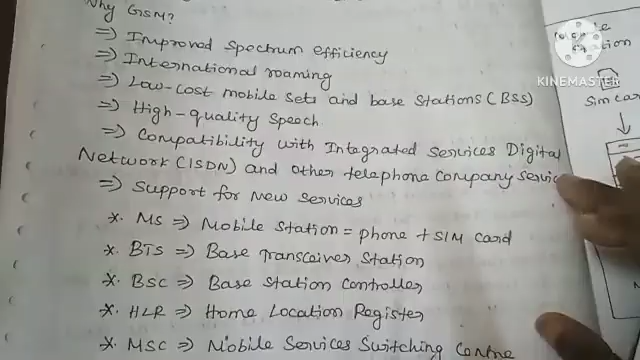 Why GSM?
=) Improved spectrum efficiency
=) International roaming
=) Low-cost mobile sets and base stations (BSS)
=) High-quality speech
=) Compatibility with Integrated Services Digital
Network (ISDN) and other telephone company
=) Support for New services
*. MS => Mobile Station = phone + SIM card
*. BTS => Base Transceiver Station
*. BSC => Base Station Controller
*. HLR => Home Location Register
*. MSC => Mobile Services Switching Centre
KINEMASTER
Sim